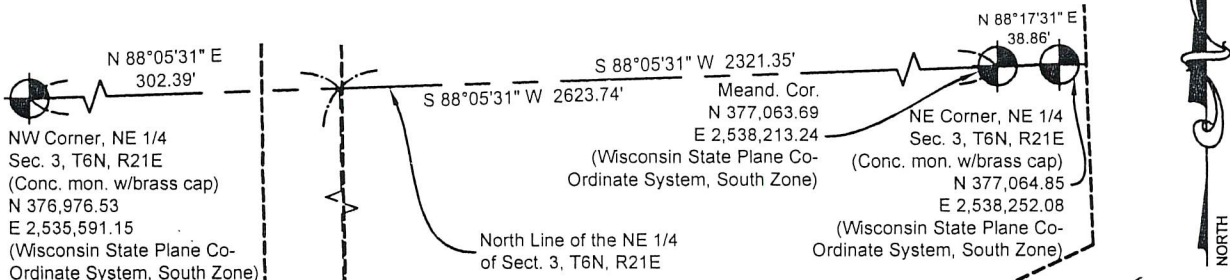 N 88°05'31" E
302.39'
S 88°05'31" W 2321.35'
S 88°05'31" W 2623.74'
N 88°17'31" E
38.86'
NW Corner, NE 1/4
Sec. 3, T6N, R21E
(Conc. mon. w/brass cap)
N 376,976.53
E 2,535,591.15
(Wisconsin State Plane Co-
Ordinate System, South Zone)
North Line of the NE 1/4
of Sect. 3, T6N, R21E
Meand. Cor.
N 377,063.69
E 2,538,213.24
(Wisconsin State Plane Co-
Ordinate System, South Zone)
NE Corner, NE 1/4
Sec. 3, T6N, R21E
(Conc. mon. w/brass cap)
N 377,064.85
E 2,538,252.08
(Wisconsin State Plane Co-
Ordinate System, South Zone)
NORTH